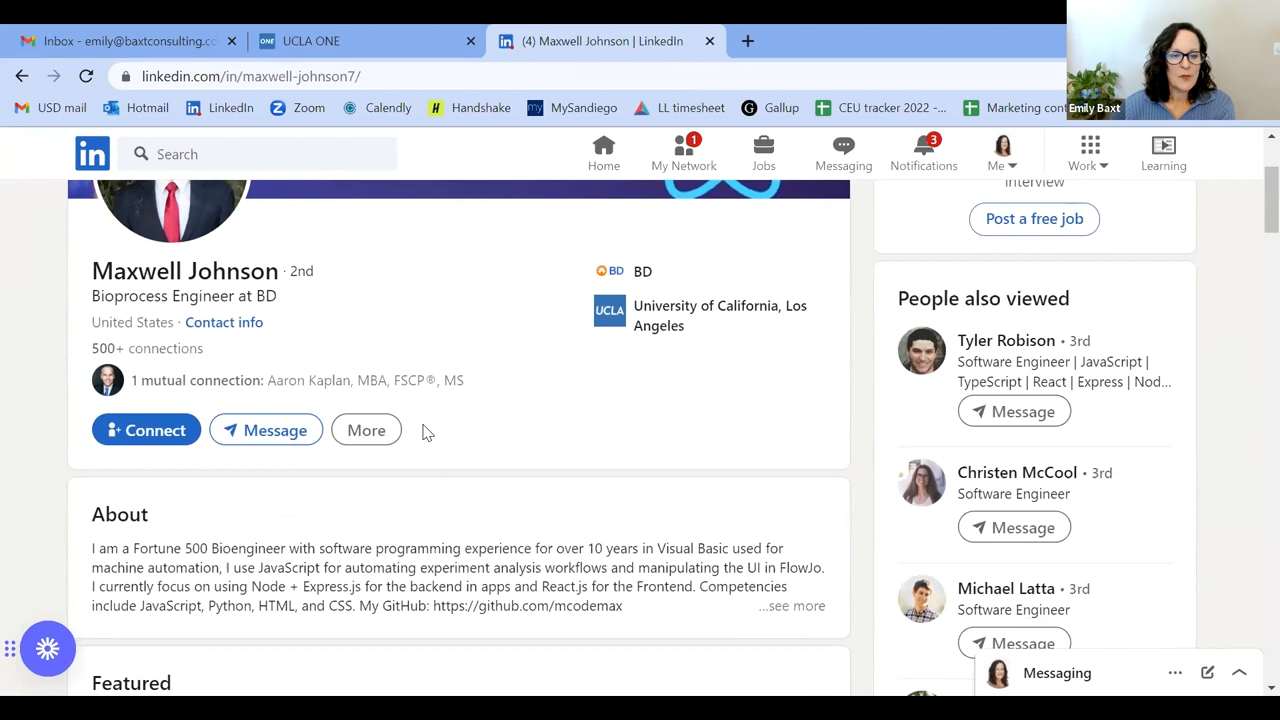 Inbox - emily@baxtconsulting.co
ONE UCLA ONE
in (4) Maxwell Johnson | LinkedIn
linkedin.com/in/maxwell-johnson7/
USD mail
Hotmail
LinkedIn
Zoom
Calendly
Handshake
my MySandiego
LL timesheet
G Gallup
CEU tracker 2022 -...
Marketing con
Emily Baxt
in
Search
Home
1
My Network
Jobs
Messaging
3
Notifications
Me
Work
Learning
Maxwell Johnson · 2nd
Bioprocess Engineer at BD
United States · Contact info
500+ connections
1 mutual connection: Aaron Kaplan, MBA, FSCP®, MS
Connect
Message
More
BD BD
UCLA University of California, Los
Angeles
About
I am a Fortune 500 Bioengineer with software programming experience for over 10 years in Visual Basic used for
machine automation, I use JavaScript for automating experiment analysis workflows and manipulating the UI in FlowJo.
I currently focus on using Node + Express.js for the backend in apps and React.js for the Frontend. Competencies
include JavaScript, Python, HTML, and CSS. My GitHub: https://github.com/mcodemax
...see more
Featured
interview
Post a free job
People also viewed
Tyler Robison • 3rd
Software Engineer | JavaScript |
TypeScript | React | Express | Nod...
Message
Christen McCool • 3rd
Software Engineer
Message
Michael Latta • 3rd
Software Engineer
Message
Messaging